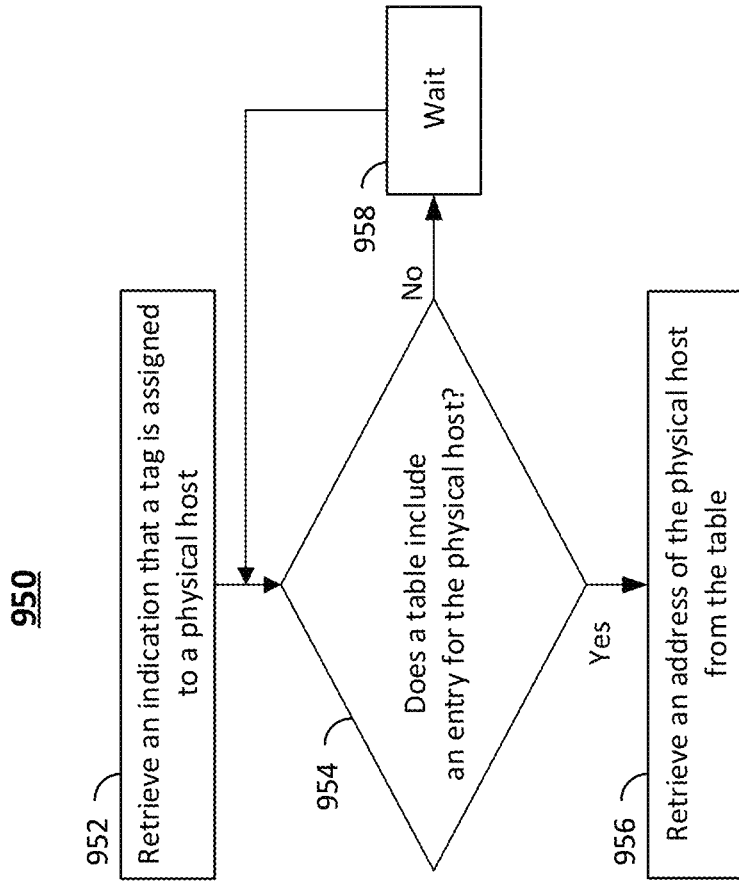 950
952
Retrieve an indication that a tag is assigned
to a physical host
954
Does a table include
an entry for the physical host?
No
958
Wait
Yes
956
Retrieve an address of the physical host
from the table